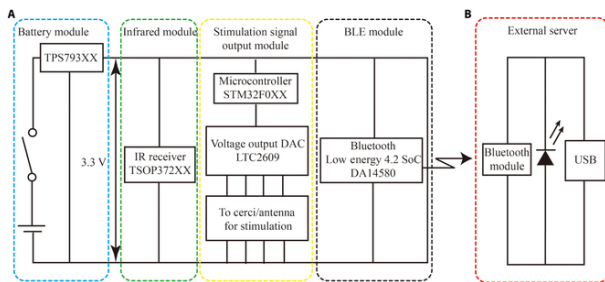 A
B
Battery module
Infrared module
Stimulation signal
output module
BLE module
External server
TPS793XX
Microcontroller
STM32F0XX
3.3 V
IR receiver
TSOP372XX
Voltage output DAC
LTC2609
Bluetooth
Low energy 4.2 SoC
DA14580
Bluetooth
module
USB
To cerci/antenna
for stimulation